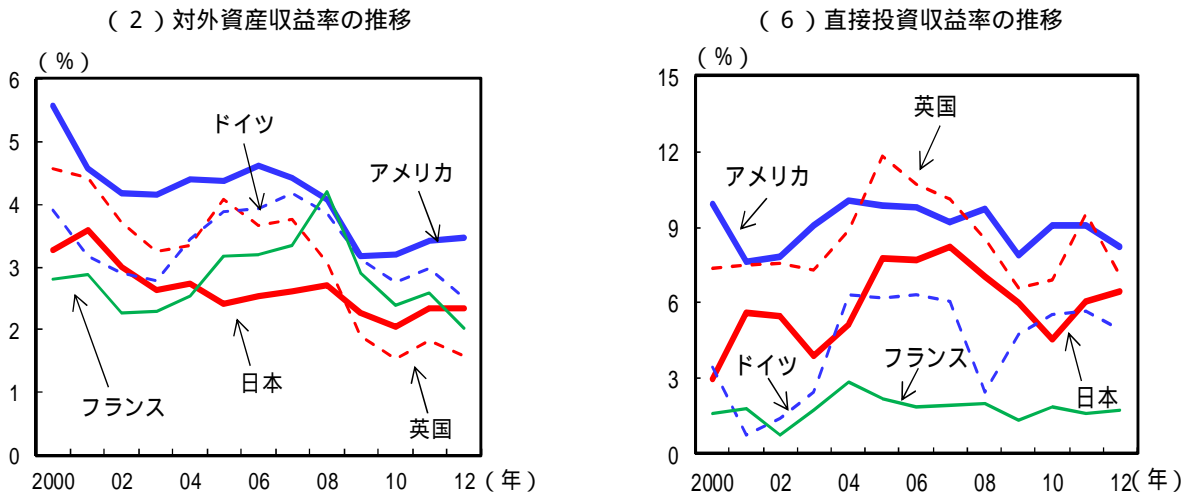 （２）対外資産収益率の推移
（％）
6
5
4
3
2
1
0
2000 02 04 06 08 10 12（年）
ドイツ
アメリカ
フランス
日本
英国
（６）直接投資収益率の推移
（％）
15
12
9
6
3
0
2000 02 04 06 08 10 12（年）
英国
アメリカ
ドイツ
フランス
日本